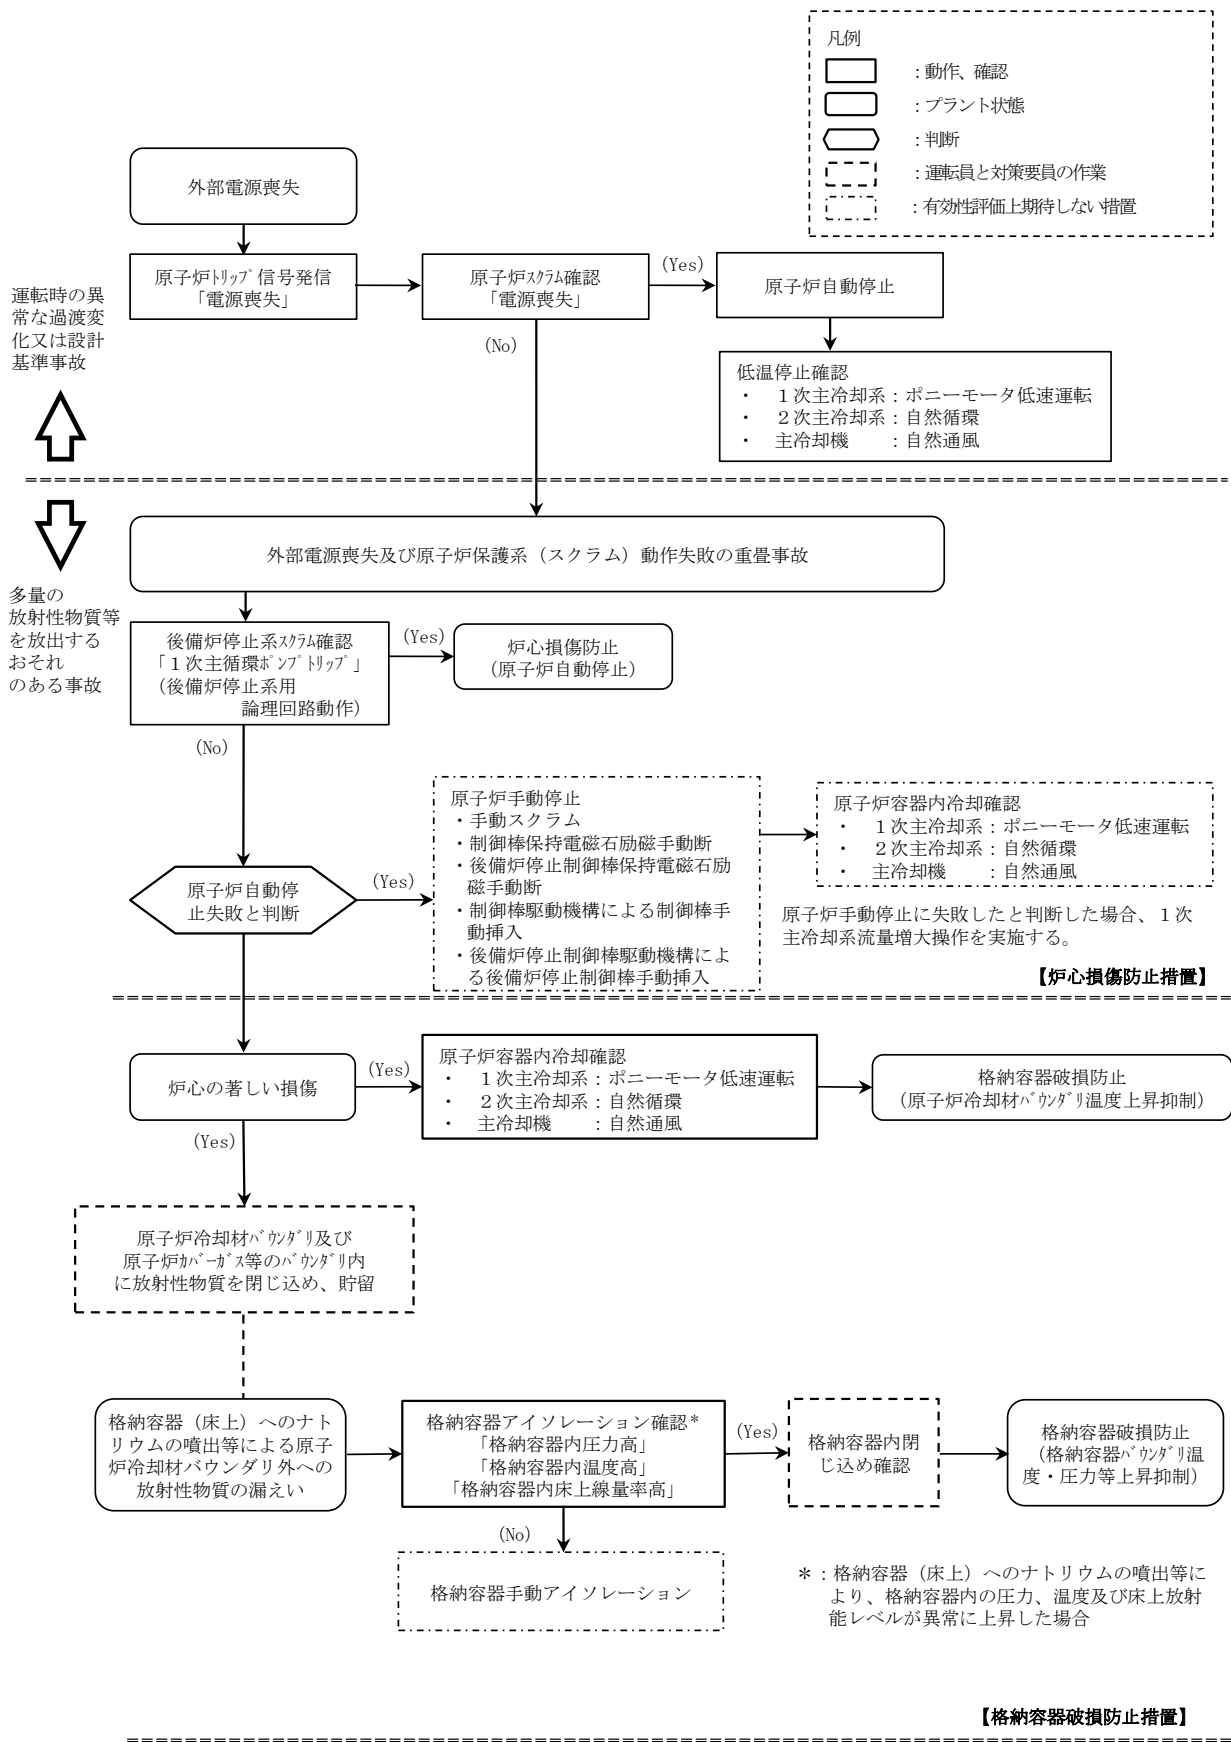 凡例
：動作、確認
：プラント状態
：判断
：運転員と対策要員の作業
：有効性評価上期待しない措置
外部電源喪失
原子炉ﾄﾘｯﾌﾟ信号発信
「電源喪失」
原子炉ｽｸﾗﾑ確認
「電源喪失」
(Yes)
原子炉自動停止
(No)
運転時の異
常な過渡変
化又は設計
基準事故
低温停止確認
・　１次主冷却系：ポニーモータ低速運転
・　２次主冷却系：自然循環
・　主冷却機　　：自然通風
外部電源喪失及び原子炉保護系（スクラム）動作失敗の重畳事故
多量の
放射性物質等
を放出する
おそれ
のある事故
後備炉停止系ｽｸﾗﾑ確認
「１次主循環ﾎﾟﾝﾌﾟﾄﾘｯﾌﾟ」
（後備炉停止系用
論理回路動作）
(Yes)
炉心損傷防止
（原子炉自動停止）
(No)
原子炉自動停
止失敗と判断
(Yes)
原子炉手動停止
・手動スクラム
・制御棒保持電磁石励磁手動断
・後備炉停止制御棒保持電磁石励
磁手動断
・制御棒駆動機構による制御棒手
動挿入
・後備炉停止制御棒駆動機構によ
る後備炉停止制御棒手動挿入
原子炉容器内冷却確認
・　１次主冷却系：ポニーモータ低速運転
・　２次主冷却系：自然循環
・　主冷却機　　：自然通風
原子炉手動停止に失敗したと判断した場合、１次
主冷却系流量増大操作を実施する。
【炉心損傷防止措置】
炉心の著しい損傷
(Yes)
原子炉容器内冷却確認
・　１次主冷却系：ポニーモータ低速運転
・　２次主冷却系：自然循環
・　主冷却機　　：自然通風
格納容器破損防止
（原子炉冷却材ﾊﾞｳﾝﾀﾞﾘ温度上昇抑制）
(Yes)
原子炉冷却材ﾊﾞｳﾝﾀﾞﾘ及び
原子炉ｶﾊﾞｰｶﾞｽ等のﾊﾞｳﾝﾀﾞﾘ内
に放射性物質を閉じ込め、貯留
格納容器（床上）へのナト
リウムの噴出等による原子
炉冷却材バウンダリ外への
放射性物質の漏えい
格納容器アイソレーション確認*
「格納容器内圧力高」
「格納容器内温度高」
「格納容器内床上線量率高」
(Yes)
格納容器内閉
じ込め確認
格納容器破損防止
（格納容器ﾊﾞｳﾝﾀﾞﾘ温
度・圧力等上昇抑制）
(No)
格納容器手動アイソレーション
＊：格納容器（床上）へのナトリウムの噴出等に
より、格納容器内の圧力、温度及び床上放射
能レベルが異常に上昇した場合
【格納容器破損防止措置】